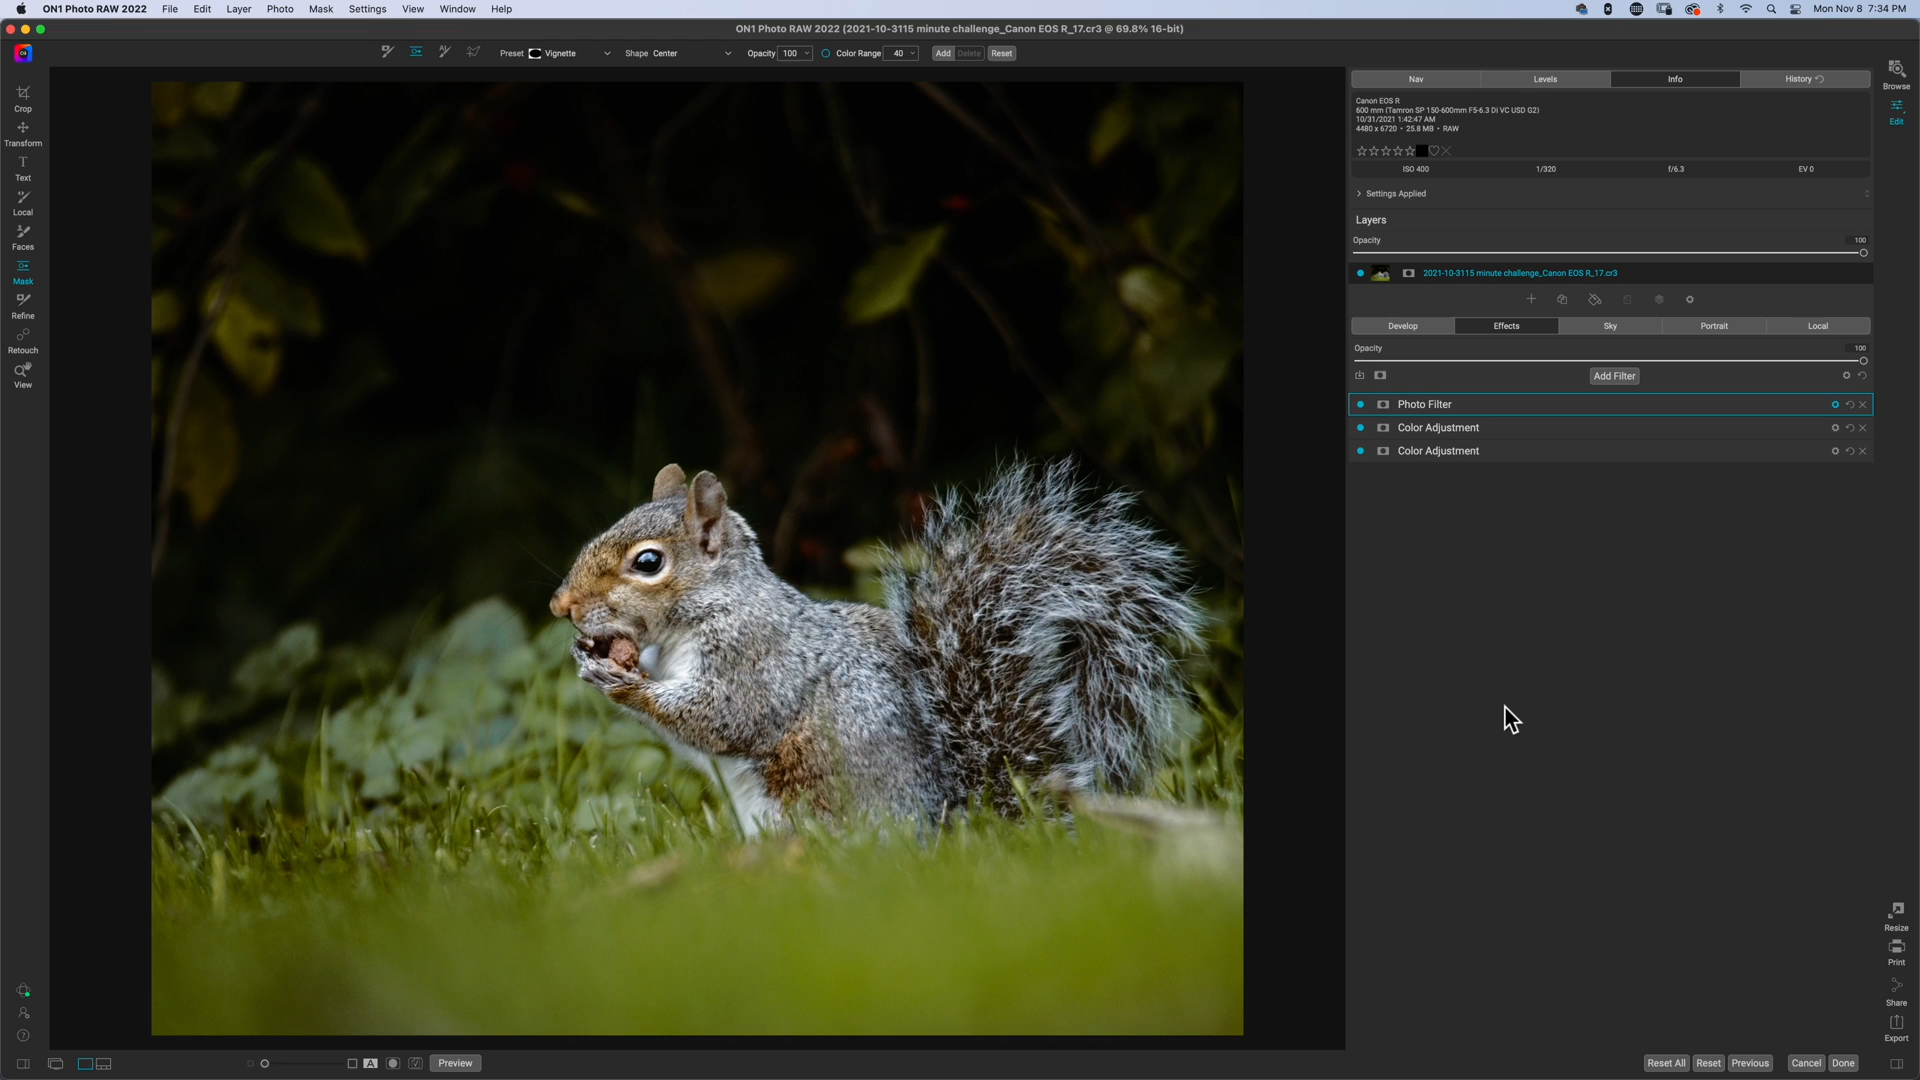 ON1 Photo RAW 2022 File Edit Layer Photo Mask Settings View Window Help Mon Nov 8 7:34 PM
ON1 Photo RAW 2022 (2021-10-3115 minute challenge_Canon EOS R_17.cr3 @ 69.8% 16-bit)
Preset Vignette Shape Center Opacity 100 Color Range 40 Add Delete Reset
Crop
Transform
Text
Local
Faces
Mask
Refine
Retouch
View
Nav Levels Info History
Canon EOS R
600 mm (Tamron SP 150-600mm F5-6.3 Di VC USD G2)
10/31/2021 1:42:47 AM
4480 x 6720 • 25.8 MB • RAW
ISO 400 1/320 f/6.3 EV 0
Settings Applied
Layers
Opacity 100
2021-10-3115 minute challenge_Canon EOS R_17.cr3
Develop Effects Sky Portrait Local
Opacity 100
Add Filter
Photo Filter
Color Adjustment
Color Adjustment
Browse
Edit
Resize
Print
Share
Export
A Preview Reset All Reset Previous Cancel Done